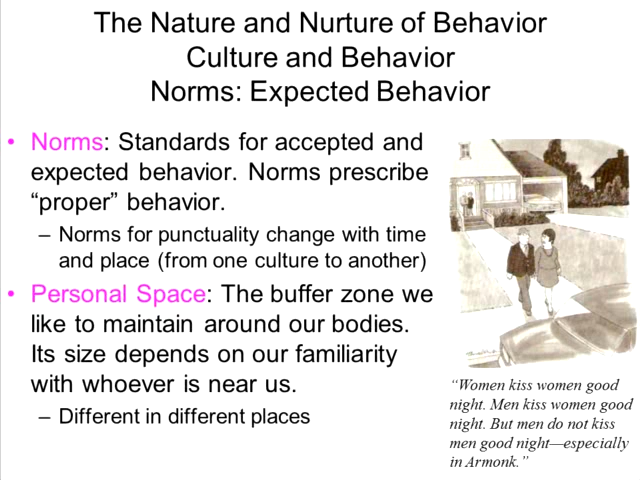 The Nature and Nurture of Behavior
Culture and Behavior
Norms: Expected Behavior
• Norms: Standards for accepted and
expected behavior. Norms prescribe
“proper” behavior.
– Norms for punctuality change with time
and place (from one culture to another)
• Personal Space: The buffer zone we
like to maintain around our bodies.
Its size depends on our familiarity
with whoever is near us.
– Different in different places
“Women kiss women good
night. Men kiss women good
night. But men do not kiss
men good night—especially
in Armonk.”